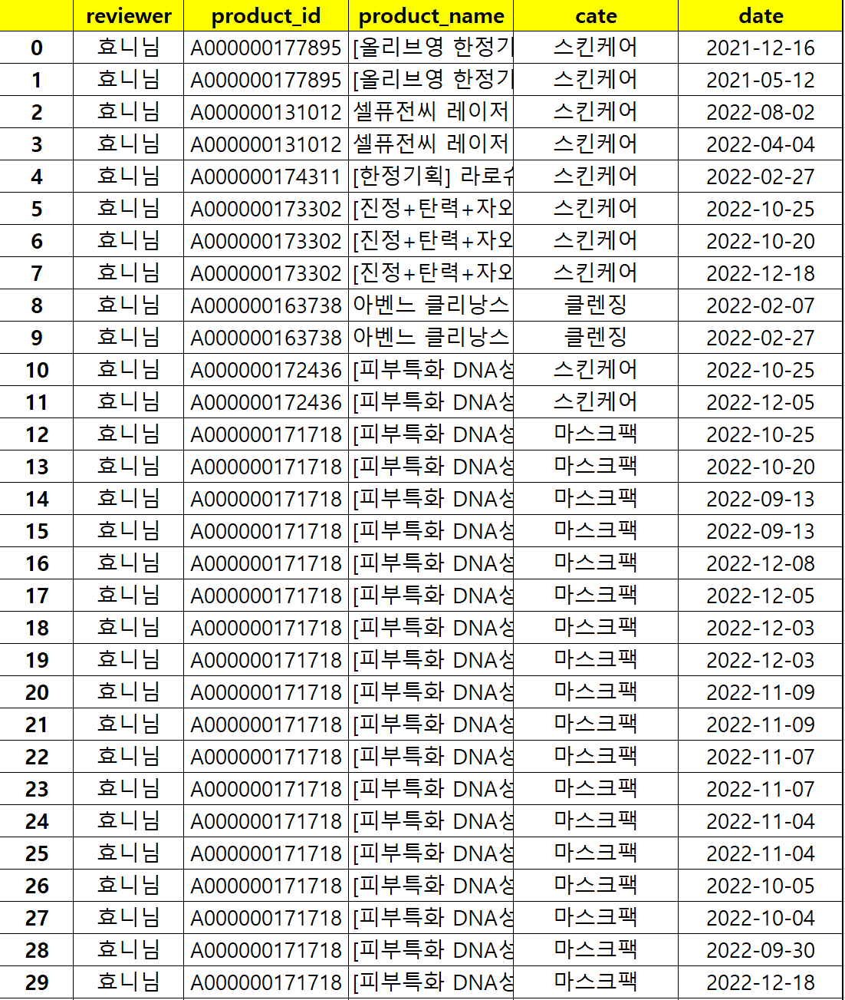 reviewer product_id product_name cate date
0 효니님 A000000177895 [올리브영 한정기 스킨케어 2021-12-16
1 효니님 A000000177895 [올리브영 한정기 스킨케어 2021-05-12
2 효니님 A000000131012 셀퓨전씨 레이저 스킨케어 2022-08-02
3 효니님 A000000131012 셀퓨전씨 레이저 스킨케어 2022-04-04
4 효니님 A000000174311 [한정기획] 라로슈 스킨케어 2022-02-27
5 효니님 A000000173302 [진정+탄력+자외 스킨케어 2022-10-25
6 효니님 A000000173302 [진정+탄력+자외 스킨케어 2022-10-20
7 효니님 A000000173302 [진정+탄력+자외 스킨케어 2022-12-18
8 효니님 A000000163738 아벤느 클리낭스 클렌징 2022-02-07
9 효니님 A000000163738 아벤느 클리낭스 클렌징 2022-02-27
10 효니님 A000000172436 [피부특화 DNA성 스킨케어 2022-10-25
11 효니님 A000000172436 [피부특화 DNA성 스킨케어 2022-12-05
12 효니님 A000000171718 [피부특화 DNA성 마스크팩 2022-10-25
13 효니님 A000000171718 [피부특화 DNA성 마스크팩 2022-10-20
14 효니님 A000000171718 [피부특화 DNA성 마스크팩 2022-09-13
15 효니님 A000000171718 [피부특화 DNA성 마스크팩 2022-09-13
16 효니님 A000000171718 [피부특화 DNA성 마스크팩 2022-12-08
17 효니님 A000000171718 [피부특화 DNA성 마스크팩 2022-12-05
18 효니님 A000000171718 [피부특화 DNA성 마스크팩 2022-12-03
19 효니님 A000000171718 [피부특화 DNA성 마스크팩 2022-12-03
20 효니님 A000000171718 [피부특화 DNA성 마스크팩 2022-11-09
21 효니님 A000000171718 [피부특화 DNA성 마스크팩 2022-11-09
22 효니님 A000000171718 [피부특화 DNA성 마스크팩 2022-11-07
23 효니님 A000000171718 [피부특화 DNA성 마스크팩 2022-11-07
24 효니님 A000000171718 [피부특화 DNA성 마스크팩 2022-11-04
25 효니님 A000000171718 [피부특화 DNA성 마스크팩 2022-11-04
26 효니님 A000000171718 [피부특화 DNA성 마스크팩 2022-10-05
27 효니님 A000000171718 [피부특화 DNA성 마스크팩 2022-10-04
28 효니님 A000000171718 [피부특화 DNA성 마스크팩 2022-09-30
29 효니님 A000000171718 [피부특화 DNA성 마스크팩 2022-12-18